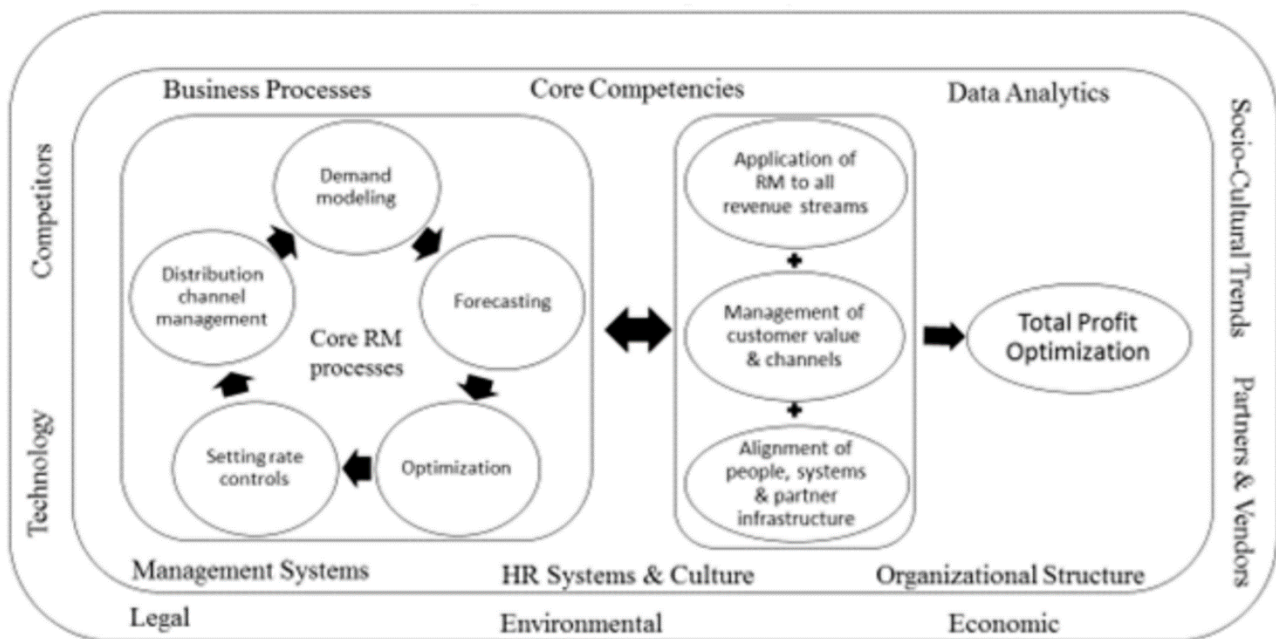 Business Processes
Core Competencies
Data Analytics
Competitors
Technology
Demand
modeling
Forecasting
Optimization
Setting rate
controls
Distribution
channel
management
Core RM
processes
Application of
RM to all
revenue streams
+
Management of
customer value
& channels
+
Alignment of
people, systems
& partner
infrastructure
Total Profit
Optimization
Socio-Cultural Trends
Partners & Vendors
Management Systems
HR Systems & Culture
Organizational Structure
Legal
Environmental
Economic